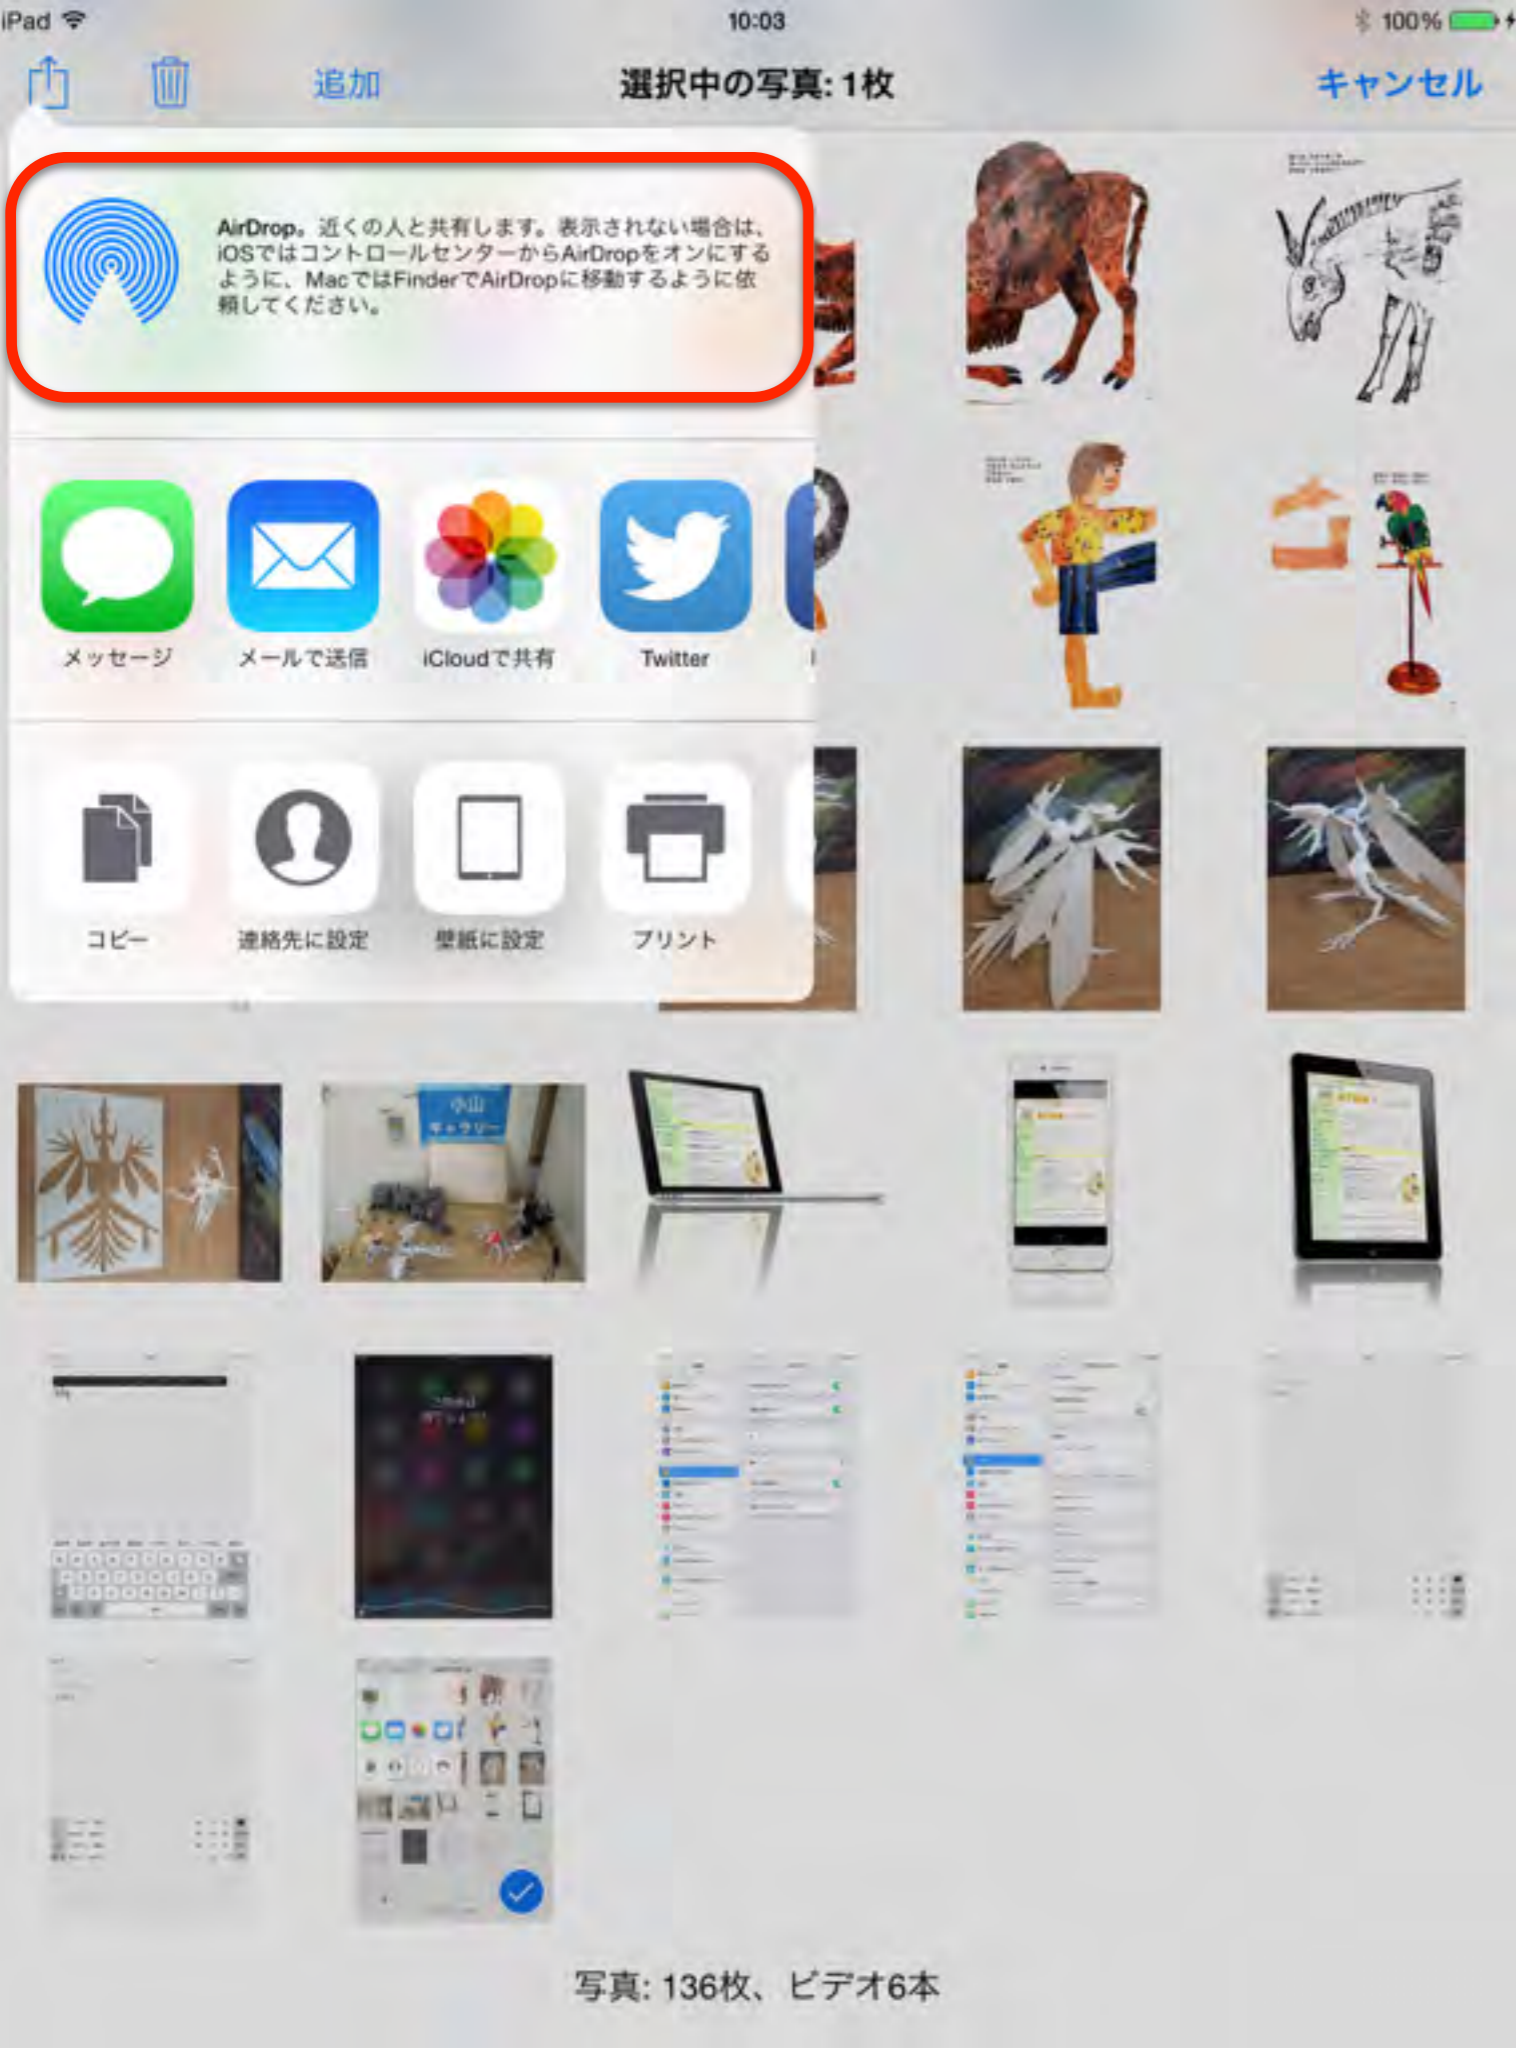 iPad
10:03
100%
追加
選択中の写真: 1枚
キャンセル
AirDrop。近くの人と共有します。表示されない場合は、
iOSではコントロールセンターからAirDropをオンにする
ように、MacではFinderでAirDropに移動するように依
頼してください。
メッセージ
メールで送信
iCloudで共有
Twitter
コピー
連絡先に設定
壁紙に設定
プリント
小山
ギャラリー
写真: 136枚、ビデオ6本